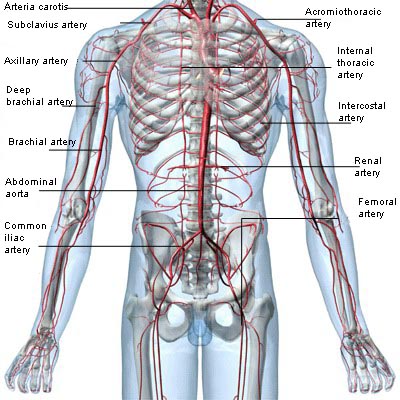 Arteria carotis
Subclavius artery
Axillary artery
Deep
brachial artery
Brachial artery
Abdominal
aorta
Common
iliac
artery
Acromiothoracic
artery
Internal
thoracic
artery
Intercostal
artery
Renal
artery
Femoral
artery